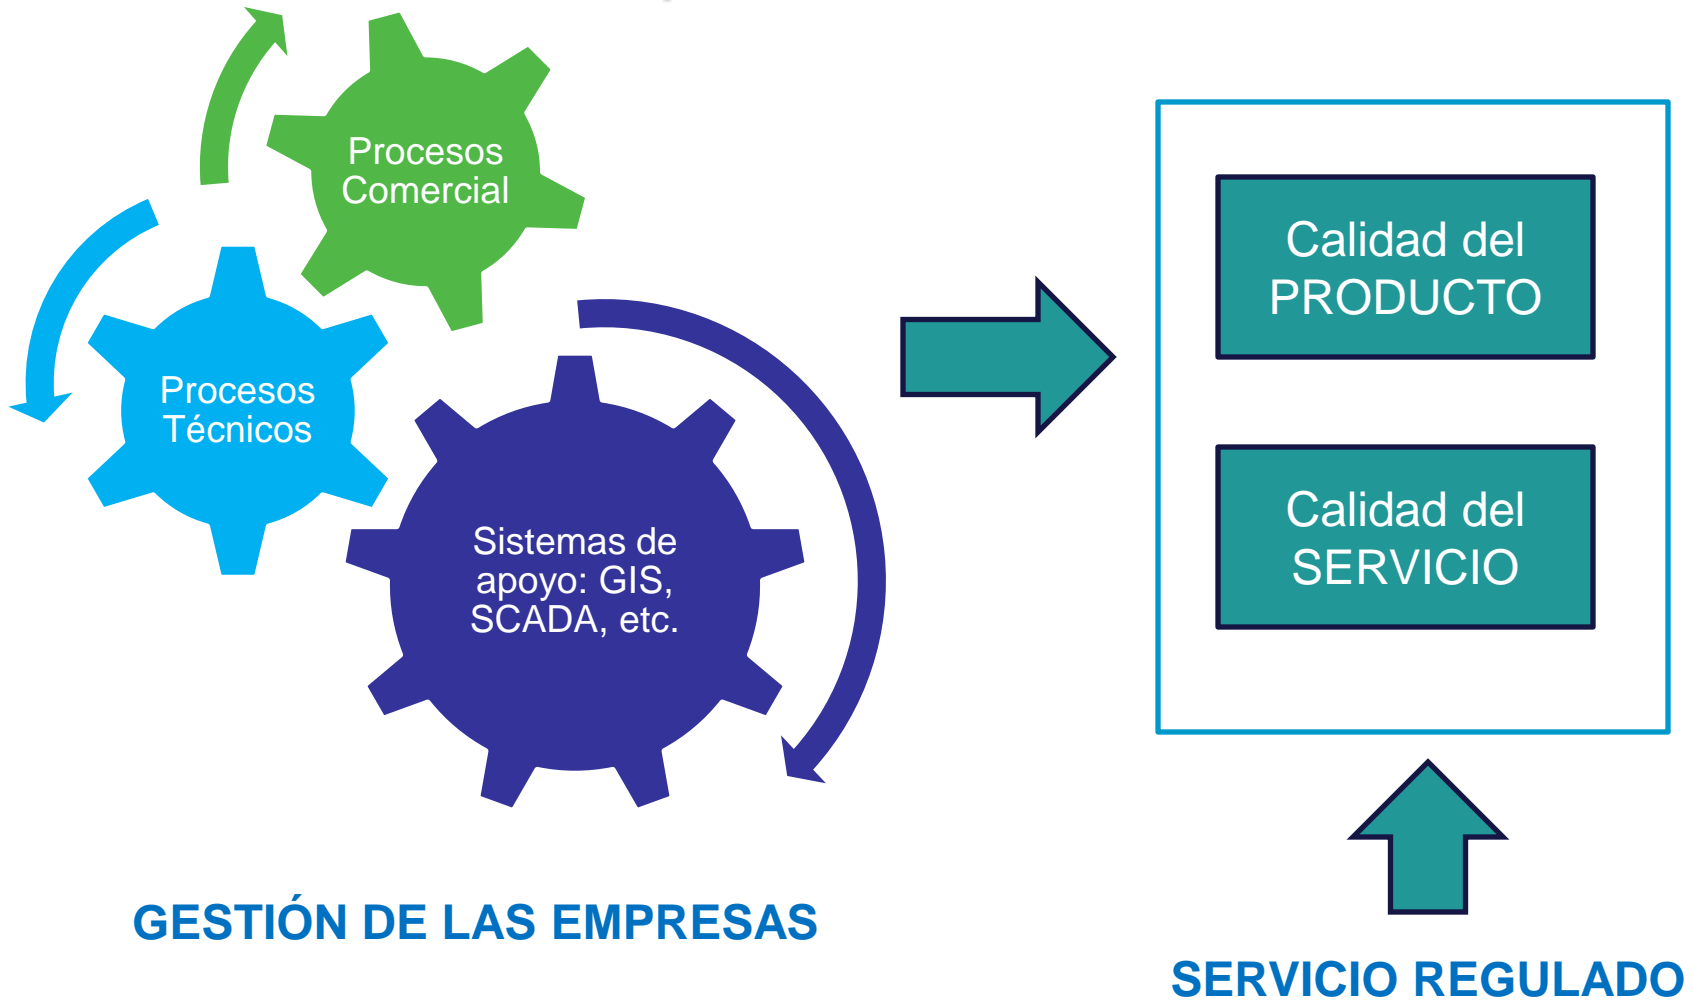 Procesos
Comercial
Procesos
Técnicos
Sistemas de
apoyo: GIS,
SCADA, etc.
GESTIÓN DE LAS EMPRESAS
Calidad del
PRODUCTO
Calidad del
SERVICIO
SERVICIO REGULADO